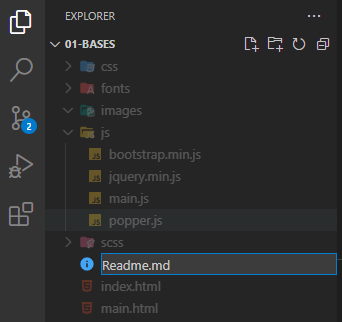 EXPLORER
01-BASES
css
fonts
images
js
bootstrap.min.js
jquery.min.js
main.js
popper.js
scss
Readme.md
index.html
main.html
2